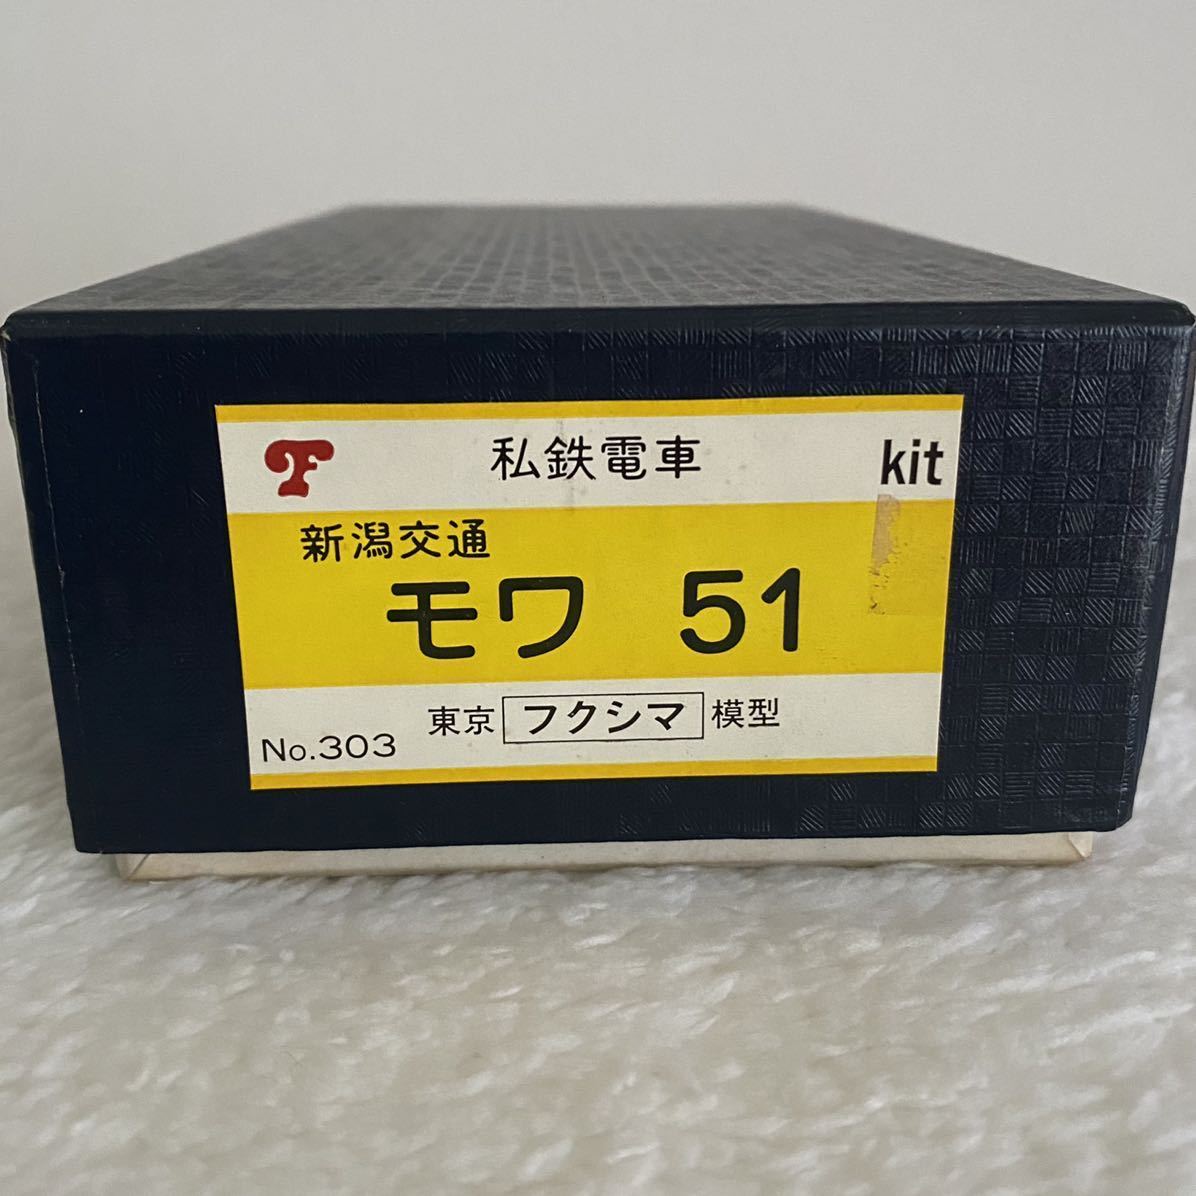 TF 私鉄電車 kit
新潟交通
モワ 51
東京 フクシマ 模型
No.303